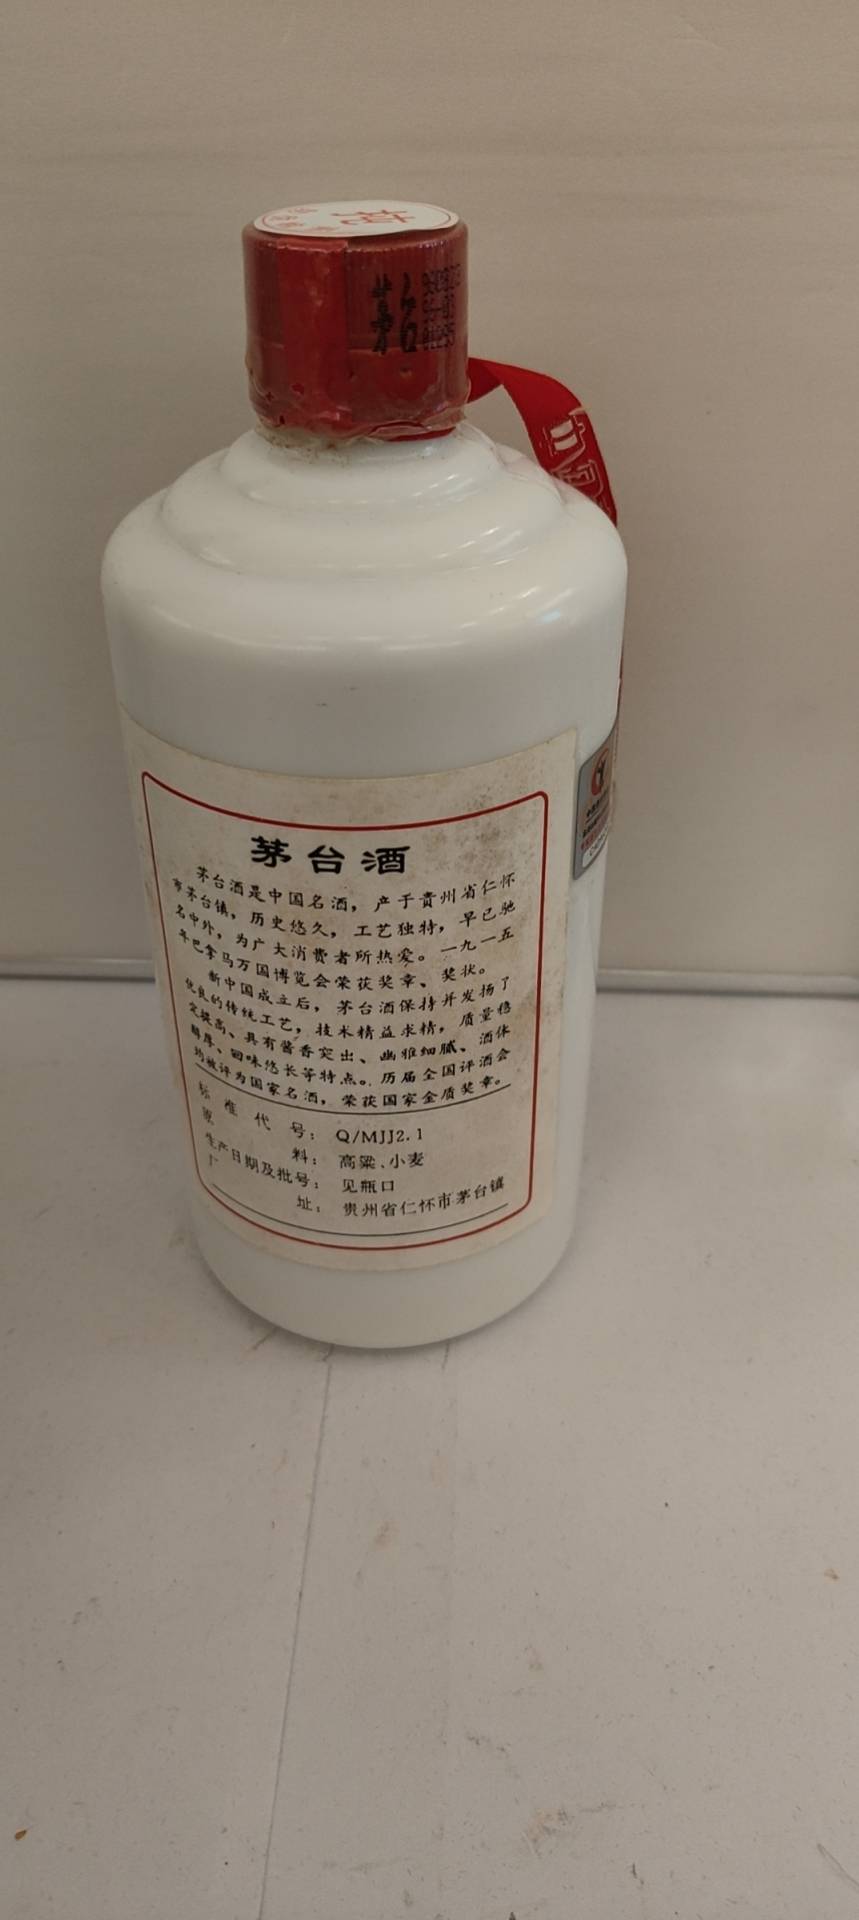 茅台
茅台酒
茅台酒是中国名酒，产于贵州省仁怀
市茅台镇，历史悠久，工艺独特，早已驰
名中外，为广大消费者所热爱。一九一五
年巴拿马万国博览会荣获奖章、奖状。
新中国成立后，茅台酒保持并发扬了
优良的传统工艺，技术精益求精，质量稳
定提高、具有酱香突出、幽雅细腻、酒体
醇厚、回味悠长等特点。历届全国评酒会
均被评为国家名酒，荣获国家金质奖章。
标准代号：Q/MJJ2.1
原料：高粱、小麦
生产日期及批号：见瓶口
厂址：贵州省仁怀市茅台镇